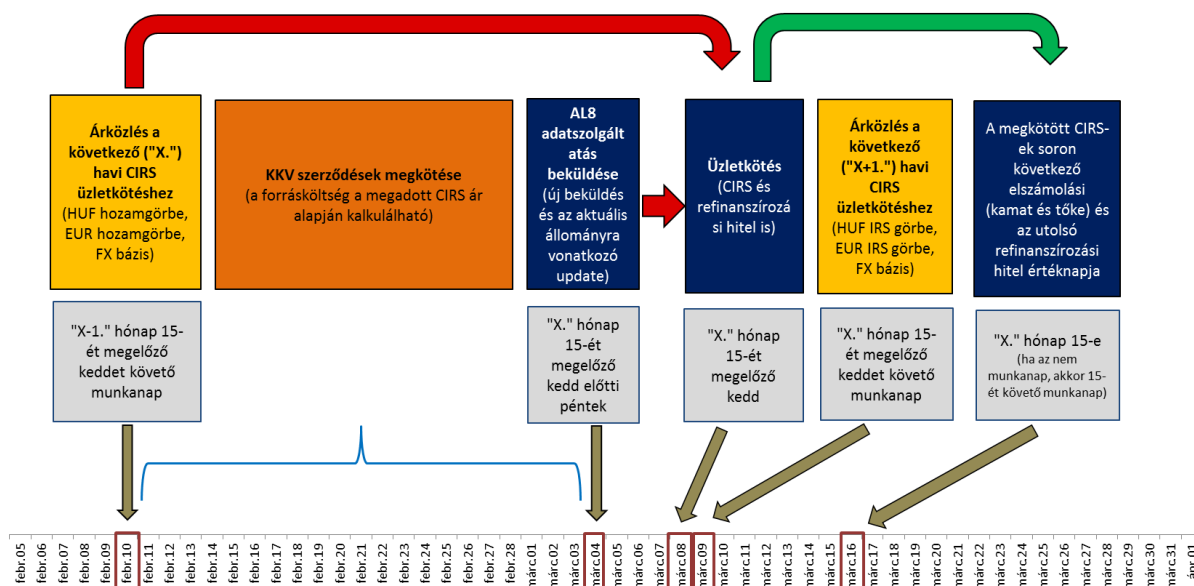 Árközlés a
következő ("X.")
havi CIRS
üzletkötéshez
(HUF hozamgörbe,
EUR hozamgörbe,
FX bázis)
KKV szerződések megkötése
(a forrásköltség a megadott CIRS ár
alapján kalkulálható)
AL8
adatszolgált
atás
beküldése
(új beküldés
és az aktuális
állományra
vonatkozó
update)
Üzletkötés
(CIRS és
refinanszírozá
si hitel is)
Árközlés a
következő
("X+1.") havi
CIRS
üzletkötéshez
(HUF IRS görbe,
EUR IRS görbe,
FX bázis)
A megkötött CIRS-
ek soron
következő
elszámolási
(kamat és tőke) és
az utolsó
refinanszírozási
hitel értéknapja
"X-1." hónap 15-
ét megelőző
keddet követő
munkanap
"X." hónap
15-ét
megelőző
kedd előtti
péntek
"X." hónap
15-ét
megelőző
kedd
"X." hónap 15-
ét megelőző
keddet követő
munkanap
"X." hónap 15-e
(ha az nem
munkanap, akkor 15-
ét követő munkanap)
febr.05
febr.06
febr.07
febr.08
febr.09
febr.10
febr.11
febr.12
febr.13
febr.14
febr.15
febr.16
febr.17
febr.18
febr.19
febr.20
febr.21
febr.22
febr.23
febr.24
febr.25
febr.26
febr.27
febr.28
márc.01
márc.02
márc.03
márc.04
márc.05
márc.06
márc.07
márc.08
márc.09
márc.10
márc.11
márc.12
márc.13
márc.14
márc.15
márc.16
márc.17
márc.18
márc.19
márc.20
márc.21
márc.22
márc.23
márc.24
márc.25
márc.26
márc.27
márc.28
márc.29
márc.30
márc.31